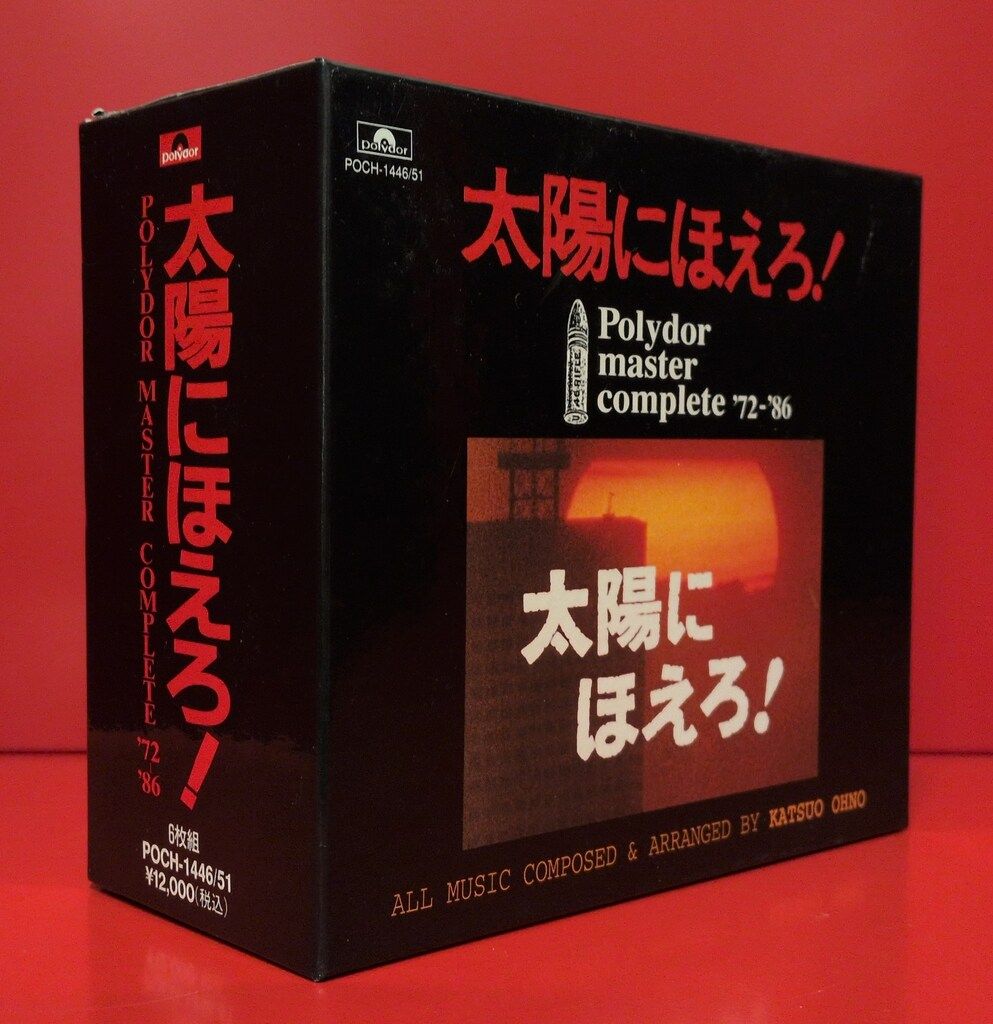 Polydor
太陽にほえろ!
POLYDOR MASTER COMPLETE '72-'86
6枚組
POCH-1446/51
¥12,000(税込)
Polydor
POCH-1446/51
太陽にほえろ!
Polydor
master
complete '72-'86
太陽に
ほえろ!
ALL MUSIC COMPOSED & ARRANGED BY KATSUO OHNO